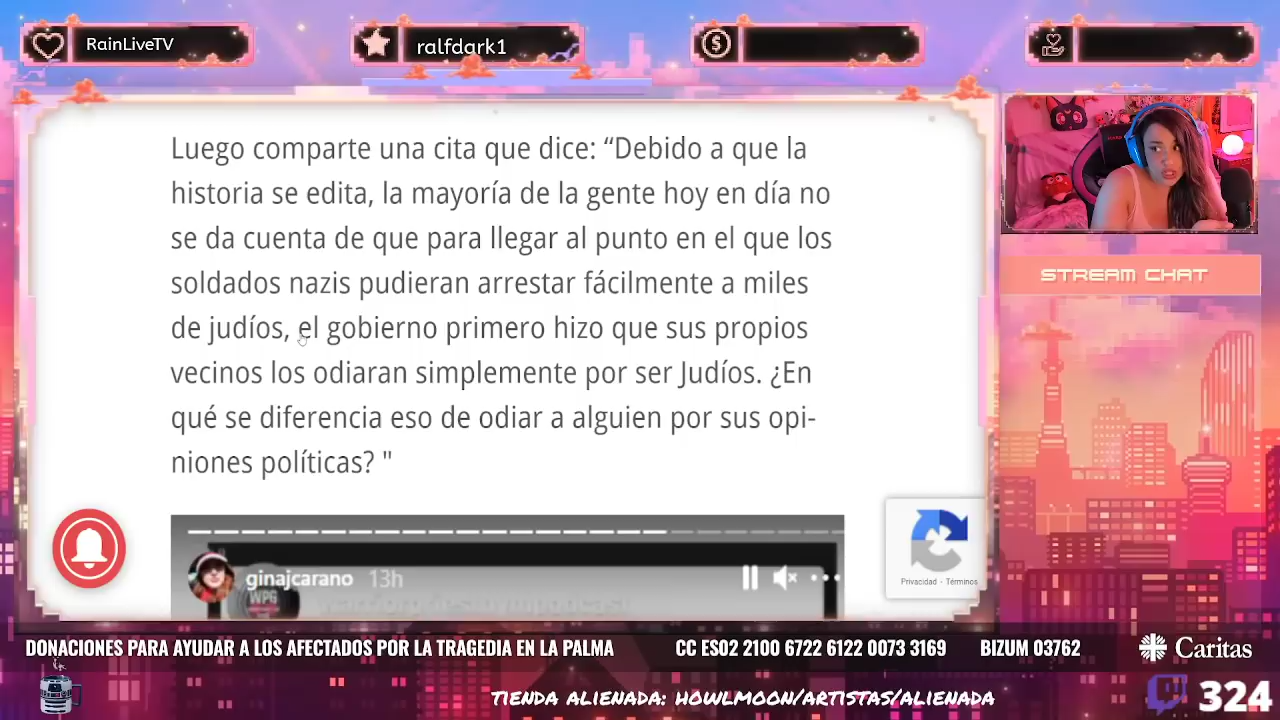 RainLiveTV
ralfdark1
Luego comparte una cita que dice: “Debido a que la
historia se edita, la mayoría de la gente hoy en día no
se da cuenta de que para llegar al punto en el que los
soldados nazis pudieran arrestar fácilmente a miles
de judíos, el gobierno primero hizo que sus propios
vecinos los odiaran simplemente por ser Judíos. ¿En
qué se diferencia eso de odiar a alguien por sus opi-
niones políticas? "
ginajcarano 13h
WPG
Privacidad - Términos
STREAM CHAT
DONACIONES PARA AYUDAR A LOS AFECTADOS POR LA TRAGEDIA EN LA PALMA CC ES02 2100 6722 6122 0073 3169 BIZUM 03762 Caritas
TIENDA ALIENADA: HOWLMOON/ARTISTAS/ALIENADA
324